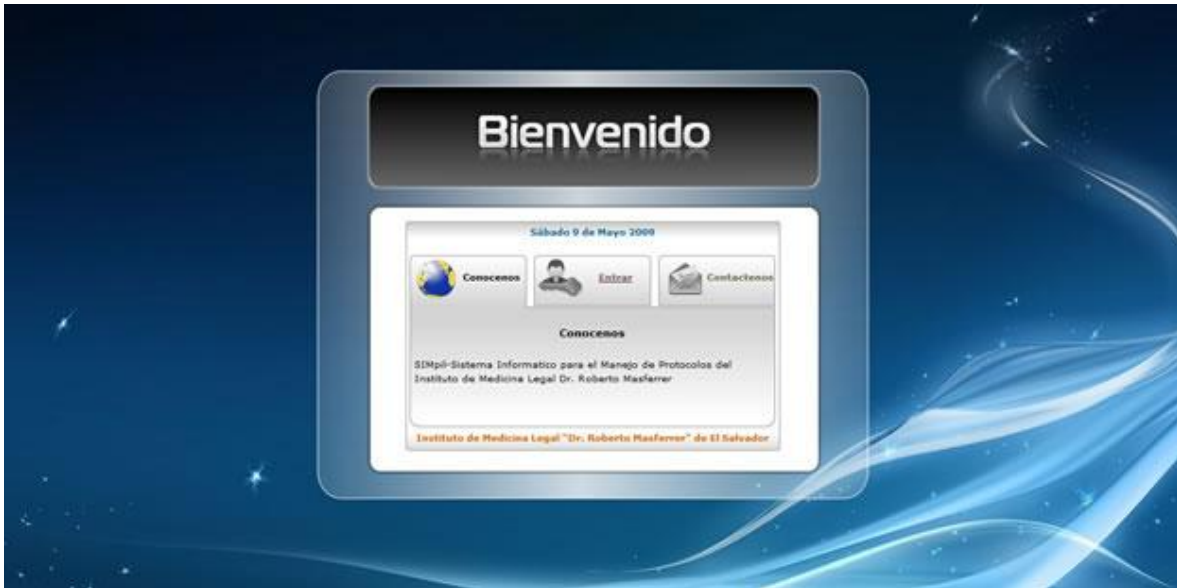 Bienvenido
Sábado 9 de Mayo 2009
Conocenos
Entrar
Contactenos
Conocenos
SIMpil-Sistema Informatico para el Manejo de Protocolos del
Instituto de Medicina Legal Dr. Roberto Masferrer
Instituto de Medicina Legal "Dr. Roberto Masferrer" de El Salvador